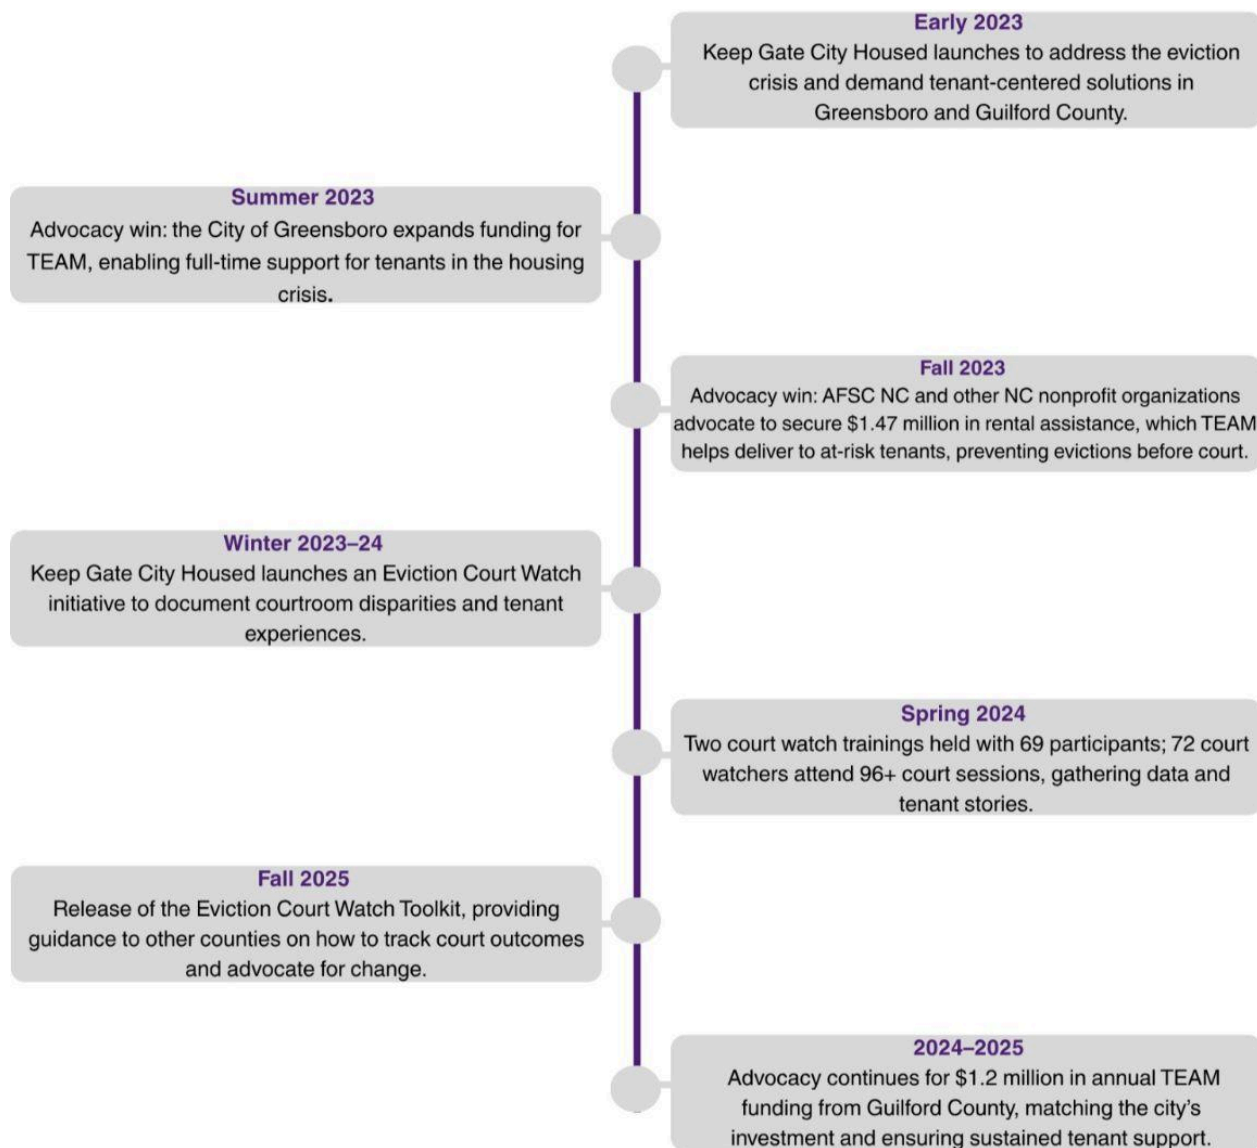 Early 2023
Keep Gate City Housed launches to address the eviction
crisis and demand tenant-centered solutions in
Greensboro and Guilford County.
Summer 2023
Advocacy win: the City of Greensboro expands funding for
TEAM, enabling full-time support for tenants in the housing
crisis.
Fall 2023
Advocacy win: AFSC NC and other NC nonprofit organizations
advocate to secure $1.47 million in rental assistance, which TEAM
helps deliver to at-risk tenants, preventing evictions before court.
Winter 2023–24
Keep Gate City Housed launches an Eviction Court Watch
initiative to document courtroom disparities and tenant
experiences.
Spring 2024
Two court watch trainings held with 69 participants; 72 court
watchers attend 96+ court sessions, gathering data and
tenant stories.
Fall 2025
Release of the Eviction Court Watch Toolkit, providing
guidance to other counties on how to track court outcomes
and advocate for change.
2024–2025
Advocacy continues for $1.2 million in annual TEAM
funding from Guilford County, matching the city’s
investment and ensuring sustained tenant support.